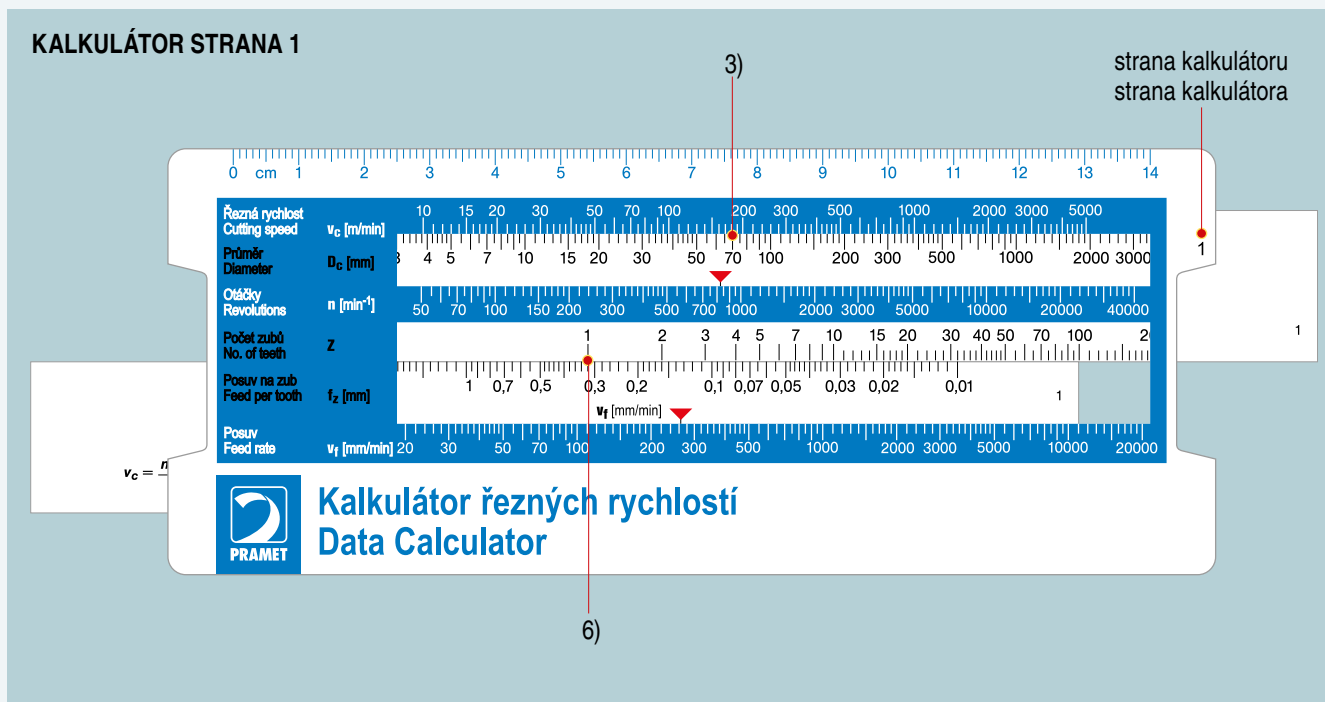 KALKULÁTOR STRANA 1
3)
strana kalkulátoru
strana kalkulátora
0 cm 1 2 3 4 5 6 7 8 9 10 11 12 13 14
Řezná rychlost
Cutting speed
vc [m/min]
10 15 20 30 50 70 100 200 300 500 1000 2000 3000 5000
Průměr
Diameter
Dc [mm]
3 4 5 7 10 15 20 30 50 70 100 200 300 500 1000 2000 3000
1
Otáčky
Revolutions
n [min-1]
50 70 100 150 200 300 500 700 1000 2000 3000 5000 10000 20000 40000
Počet zubů
No. of teeth
Z
1 2 3 4 5 7 10 15 20 30 40 50 70 100 20
1
Posuv na zub
Feed per tooth
fz [mm]
1 0,7 0,5 0,3 0,2 0,1 0,07 0,05 0,03 0,02 0,01
1
vf [mm/min]
Posuv
Feed rate
vf [mm/min]
20 30 50 70 100 200 300 500 1000 2000 3000 5000 10000 20000
vc = n
PRAMET
Kalkulátor řezných rychlostí
Data Calculator
6)